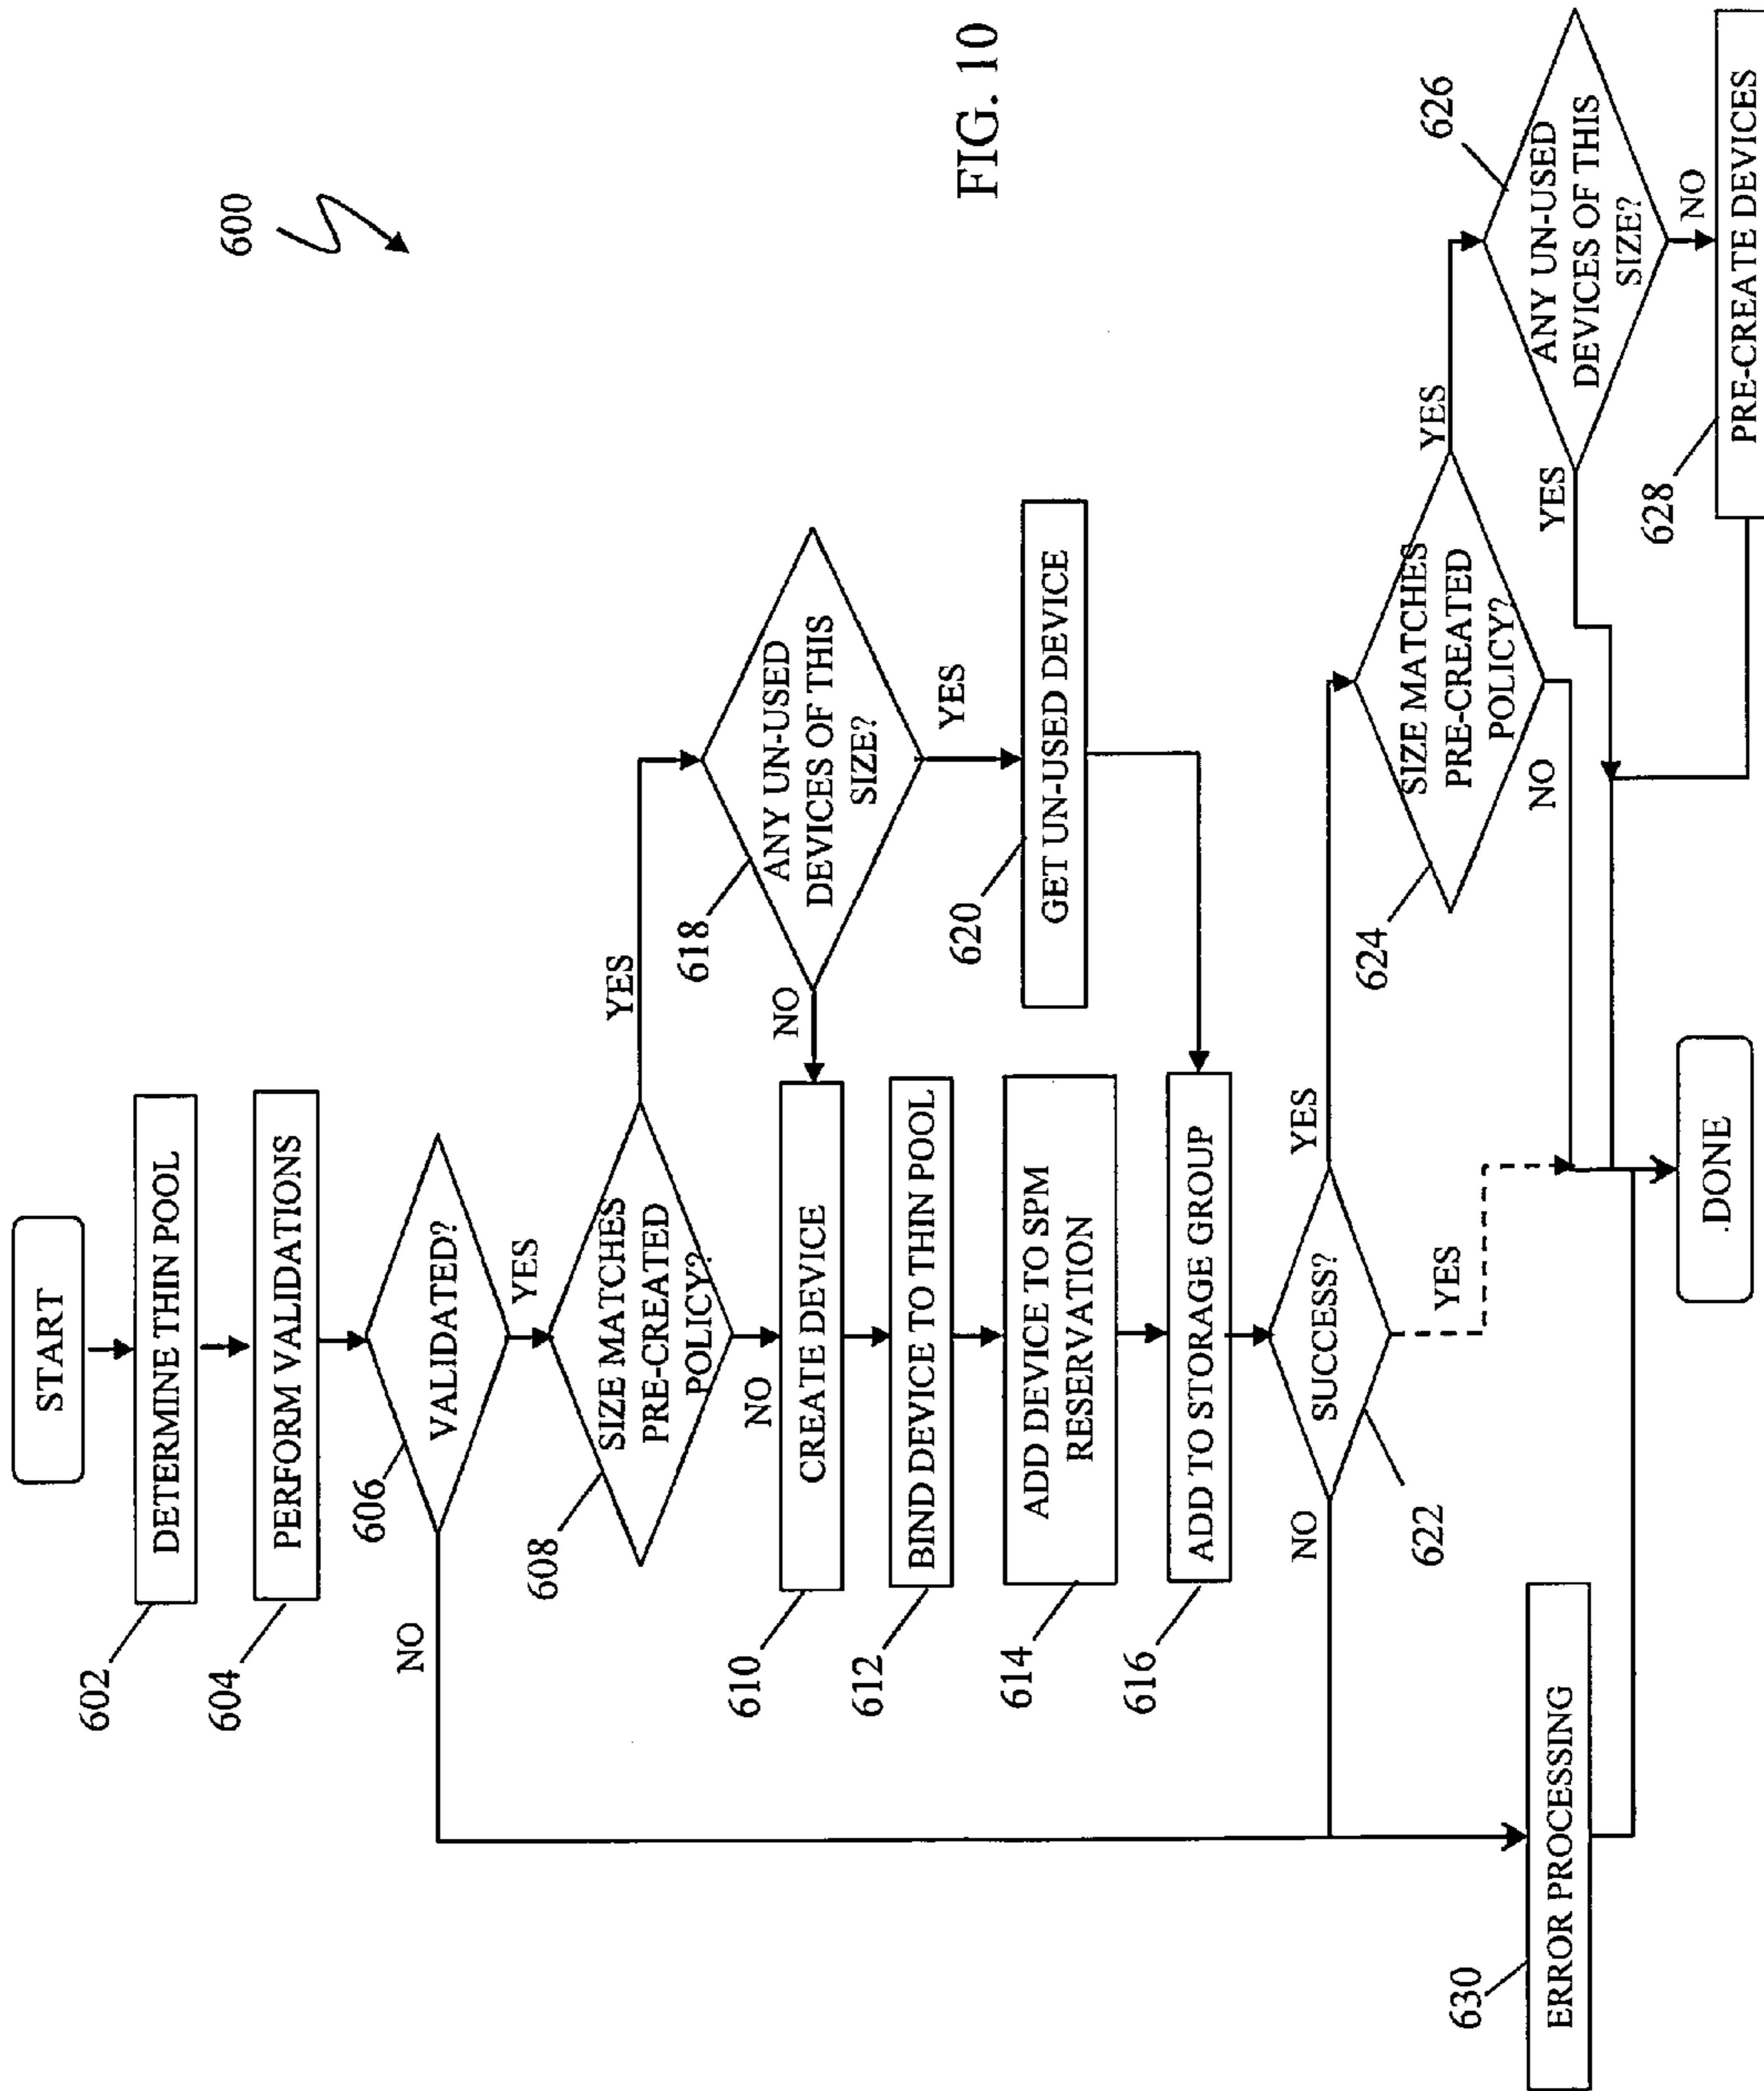 600
FIG. 10
START
602
DETERMINE THIN POOL
604
PERFORM VALIDATIONS
606
VALIDATED?
NO
YES
608
SIZE MATCHES
PRE-CREATED
POLICY?
YES
NO
618
ANY UN-USED
DEVICES OF THIS
SIZE?
NO
YES
610
CREATE DEVICE
612
BIND DEVICE TO THIN POOL
620
GET UN-USED DEVICE
614
ADD DEVICE TO SPM
RESERVATION
616
ADD TO STORAGE GROUP
SUCCESS?
622
NO
YES
YES
624
SIZE MATCHES
PRE-CREATED
POLICY?
YES
NO
626
ANY UN-USED
DEVICES OF THIS
SIZE?
YES
NO
628
PRE-CREATE DEVICES
630
ERROR PROCESSING
.DONE